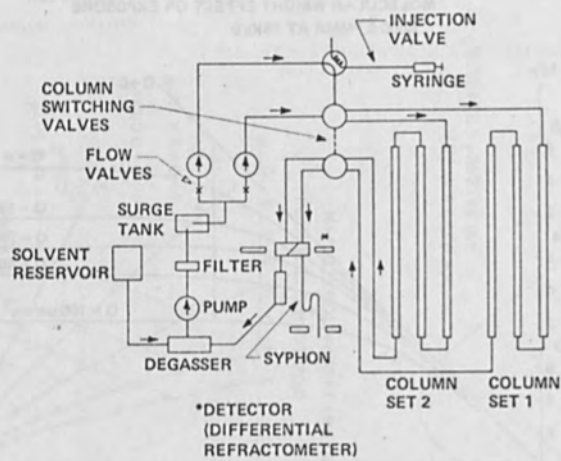 INJECTION
VALVE
SYRINGE
COLUMN
SWITCHING
VALVES
FLOW
VALVES
SURGE
TANK
SOLVENT
RESERVOIR
FILTER
PUMP
DEGASSER
SYPHON
*
COLUMN
SET 2
COLUMN
SET 1
*DETECTOR
(DIFFERENTIAL
REFRACTOMETER)